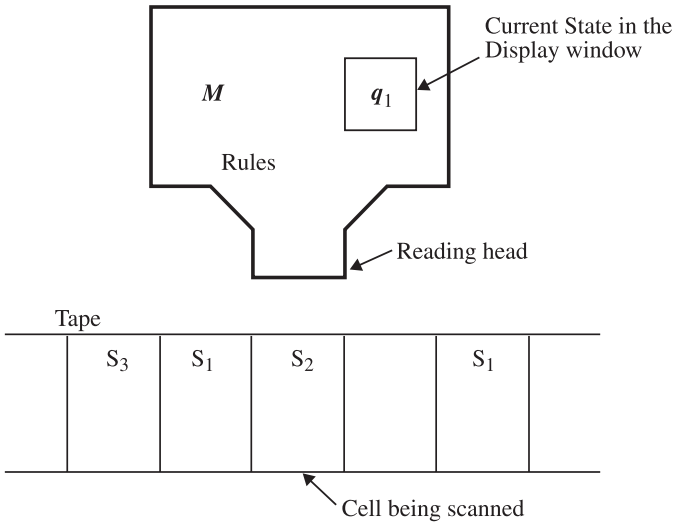 Current State in the
Display window
M
q1
Rules
Reading head
Tape
S3 S1 S2 S1
Cell being scanned